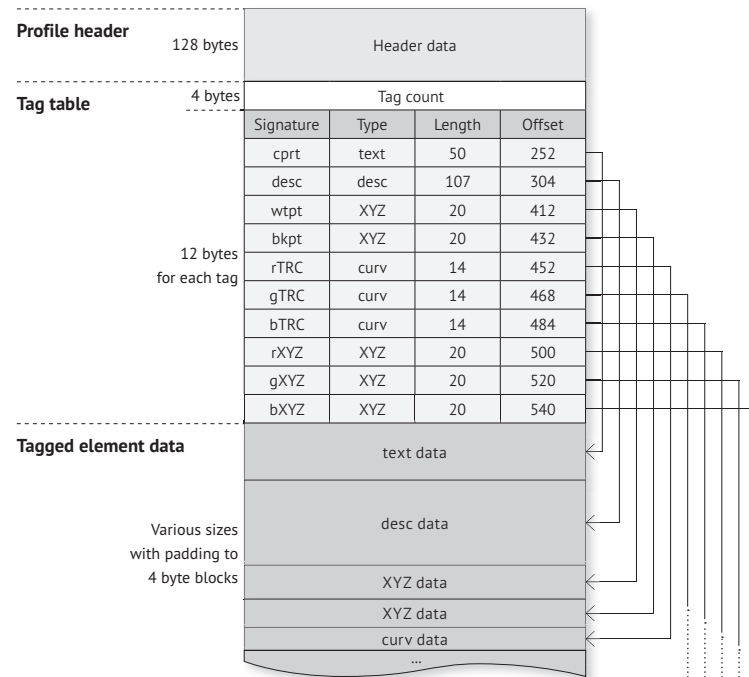 Profile header
128 bytes
Header data
Tag table
4 bytes
Tag count
Signature Type Length Offset
cprt text 50 252
desc desc 107 304
wtpt XYZ 20 412
bkpt XYZ 20 432
rTRC curv 14 452
gTRC curv 14 468
bTRC curv 14 484
rXYZ XYZ 20 500
gXYZ XYZ 20 520
bXYZ XYZ 20 540
12 bytes
for each tag
Tagged element data
text data
desc data
Various sizes
with padding to
4 byte blocks
XYZ data
XYZ data
curv data
...